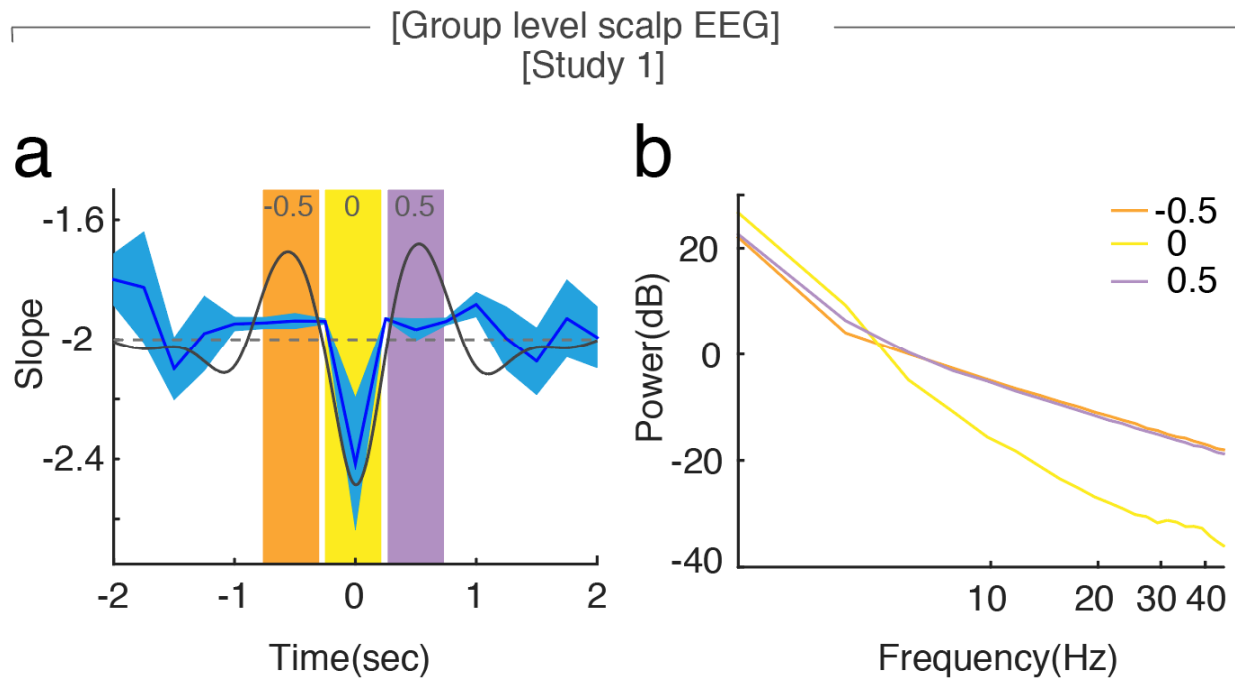 [Group level scalp EEG]
[Study 1]
a
b
-0.5 0 0.5
-1.6
-2
-2.4
Slope
-2 -1 0 1 2
Time(sec)
-0.5
0
0.5
20
0
-20
-40
Power(dB)
10 20 30 40
Frequency(Hz)